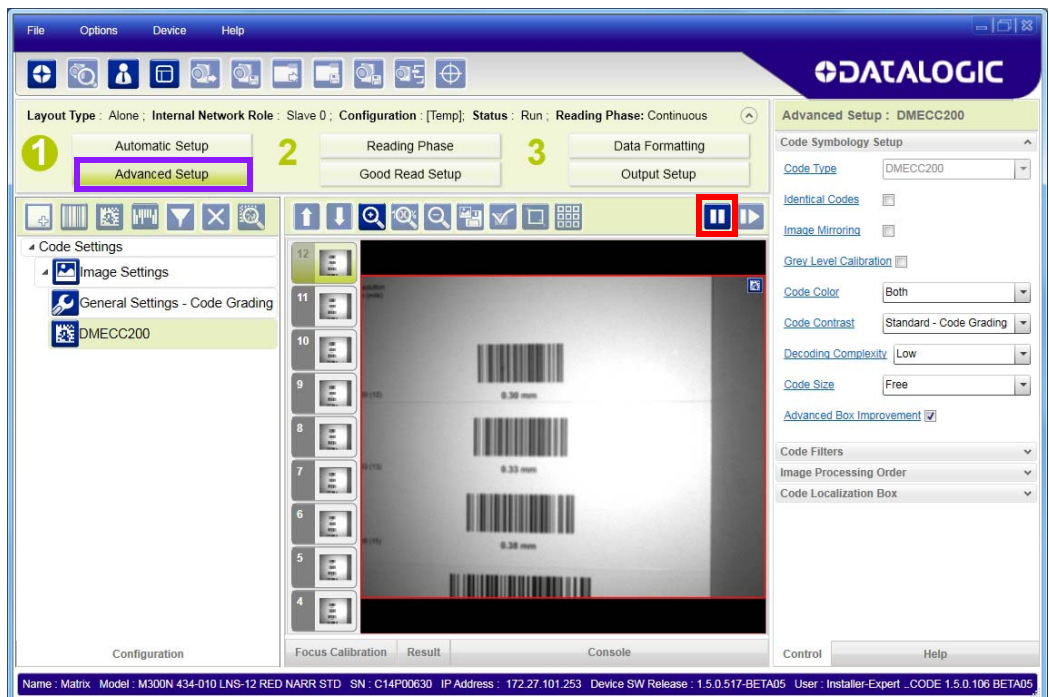 File Options Device Help
DATALOGIC
Layout Type : Alone ; Internal Network Role : Slave 0 ; Configuration : [Temp]; Status : Run ; Reading Phase: Continuous
1 Automatic Setup
Advanced Setup
2 Reading Phase
Good Read Setup
3 Data Formatting
Output Setup
Code Settings
Image Settings
General Settings - Code Grading
DMECC200
Configuration
12
11
10
9
8
7
6
5
4
0.30 mm
0.33 mm
0.38 mm
Focus Calibration Result Console
Advanced Setup : DMECC200
Code Symbology Setup
Code Type DMECC200
Identical Codes
Image Mirroring
Grey Level Calibration
Code Color Both
Code Contrast Standard - Code Grading
Decoding Complexity Low
Code Size Free
Advanced Box Improvement
Code Filters
Image Processing Order
Code Localization Box
Control Help
Name : Matrix Model : M300N 434-010 LNS-12 RED NARR STD SN : C14P00630 IP Address : 172.27.101.253 Device SW Release : 1.5.0.517-BETA05 User : Installer-Expert ..CODE 1.5.0.106 BETA05